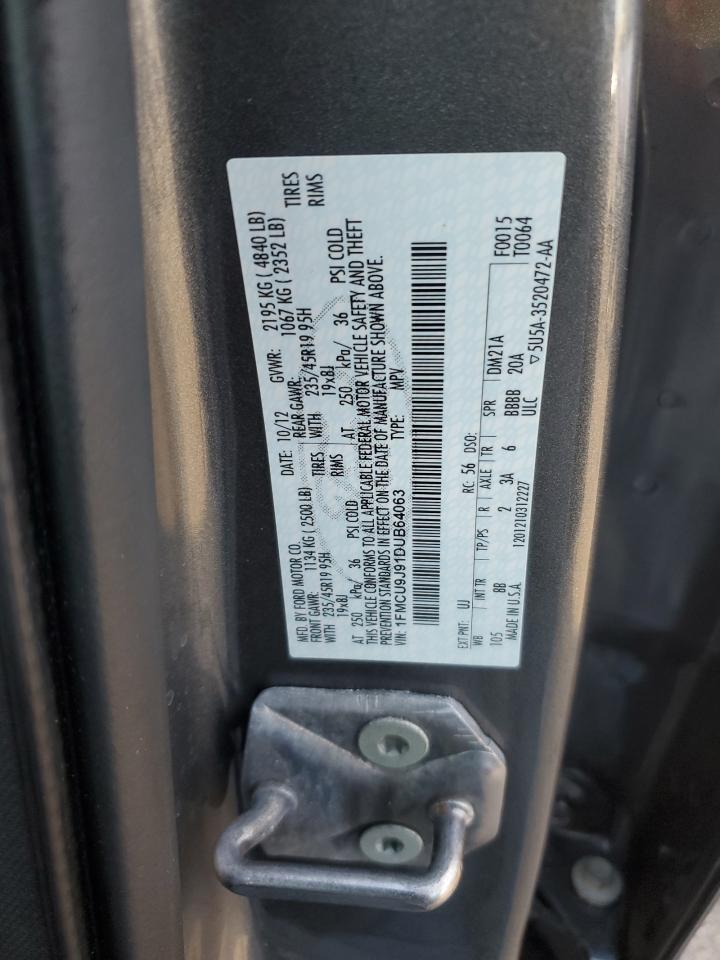 MFD. BY FORD MOTOR CO. DATE: 10/12 GVWR: 2195 KG ( 4840 LB)
FRONT GAWR: 1134 KG ( 2500 LB) REAR GAWR: 1067 KG ( 2352 LB)
WITH 235/45R19 95H TIRES WITH 235/45R19 95H TIRES
19x8J RIMS 19x8J RIMS
AT 250 kPa/ 36 PSI COLD AT 250 kPa/ 36 PSI COLD
THIS VEHICLE CONFORMS TO ALL APPLICABLE FEDERAL MOTOR VEHICLE SAFETY AND THEFT
PREVENTION STANDARDS IN EFFECT ON THE DATE OF MANUFACTURE SHOWN ABOVE.
VIN: 1FMCU9J91DUB64063 TYPE: MPV
F0015
T0064
EXT PNT: UJ RC: 56 DSO:
WB INT TR TP/PS R AXLE TR SPR DM21A
105 BB 2 3A 6 BBBB 20A
MADE IN U.S.A. 1201210312227 ULC ▽5U5A-3520472-AA